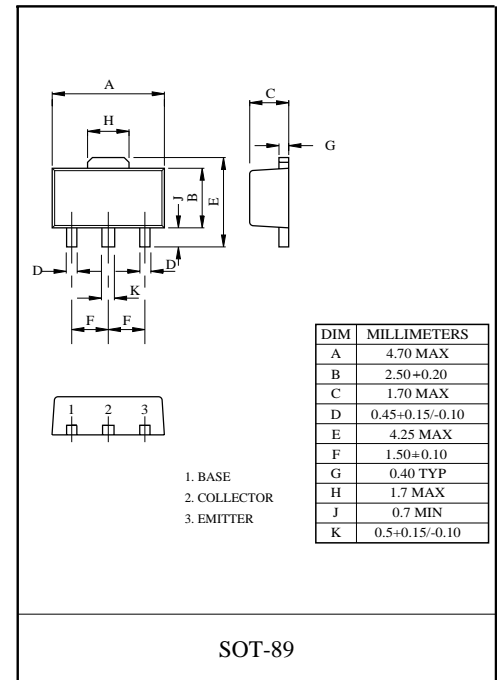 A
H
C
G
J
B
E
D
D
K
F
F
DIM MILLIMETERS
A 4.70 MAX
B 2.50±0.20
C 1.70 MAX
D 0.45+0.15/-0.10
E 4.25 MAX
F 1.50±0.10
G 0.40 TYP
H 1.7 MAX
J 0.7 MIN
K 0.5+0.15/-0.10
1 2 3
1. BASE
2. COLLECTOR
3. EMITTER
SOT-89